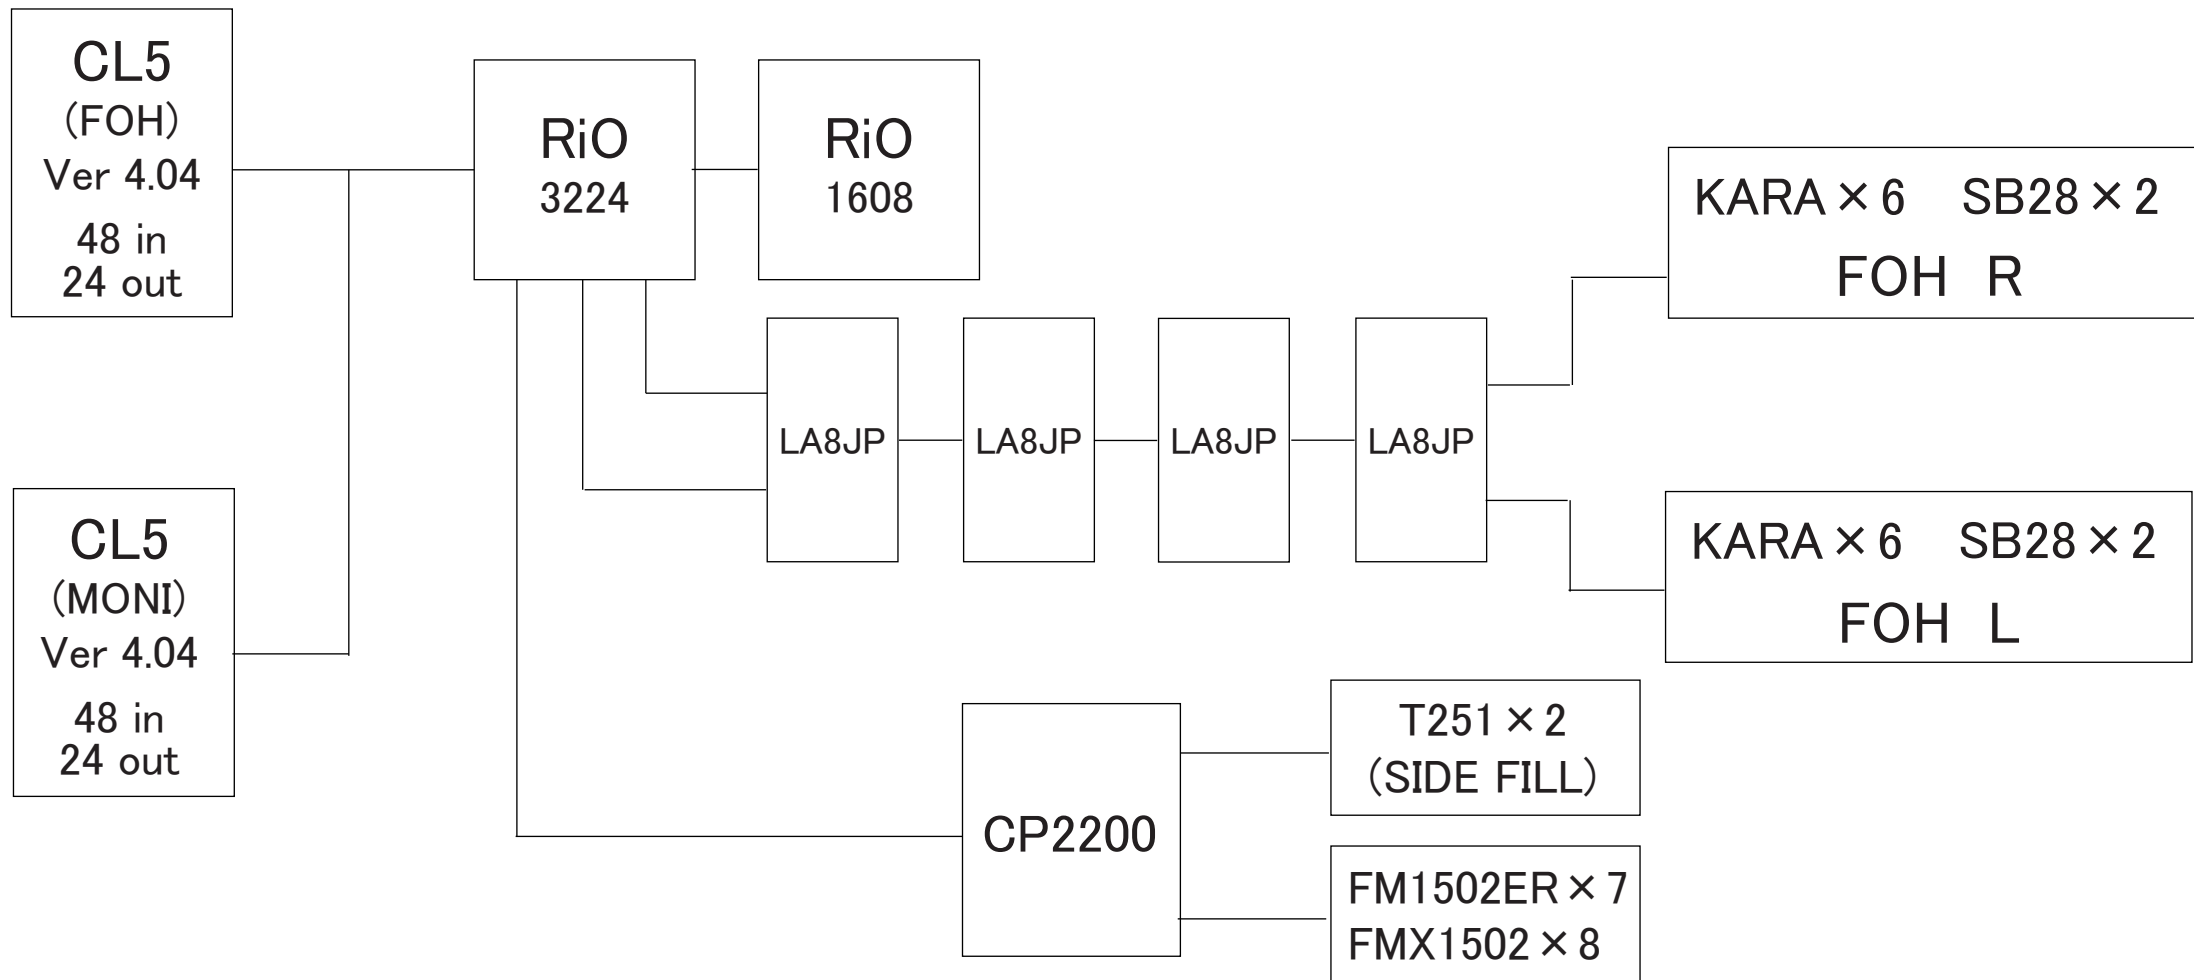 CL5
(FOH)
Ver 4.04
48 in
24 out
RiO
3224
RiO
1608
KARA×6 SB28×2
FOH R
LA8JP
LA8JP
LA8JP
LA8JP
CL5
(MONI)
Ver 4.04
48 in
24 out
KARA×6 SB28×2
FOH L
CP2200
T251×2
(SIDE FILL)
FM1502ER×7
FMX1502×8